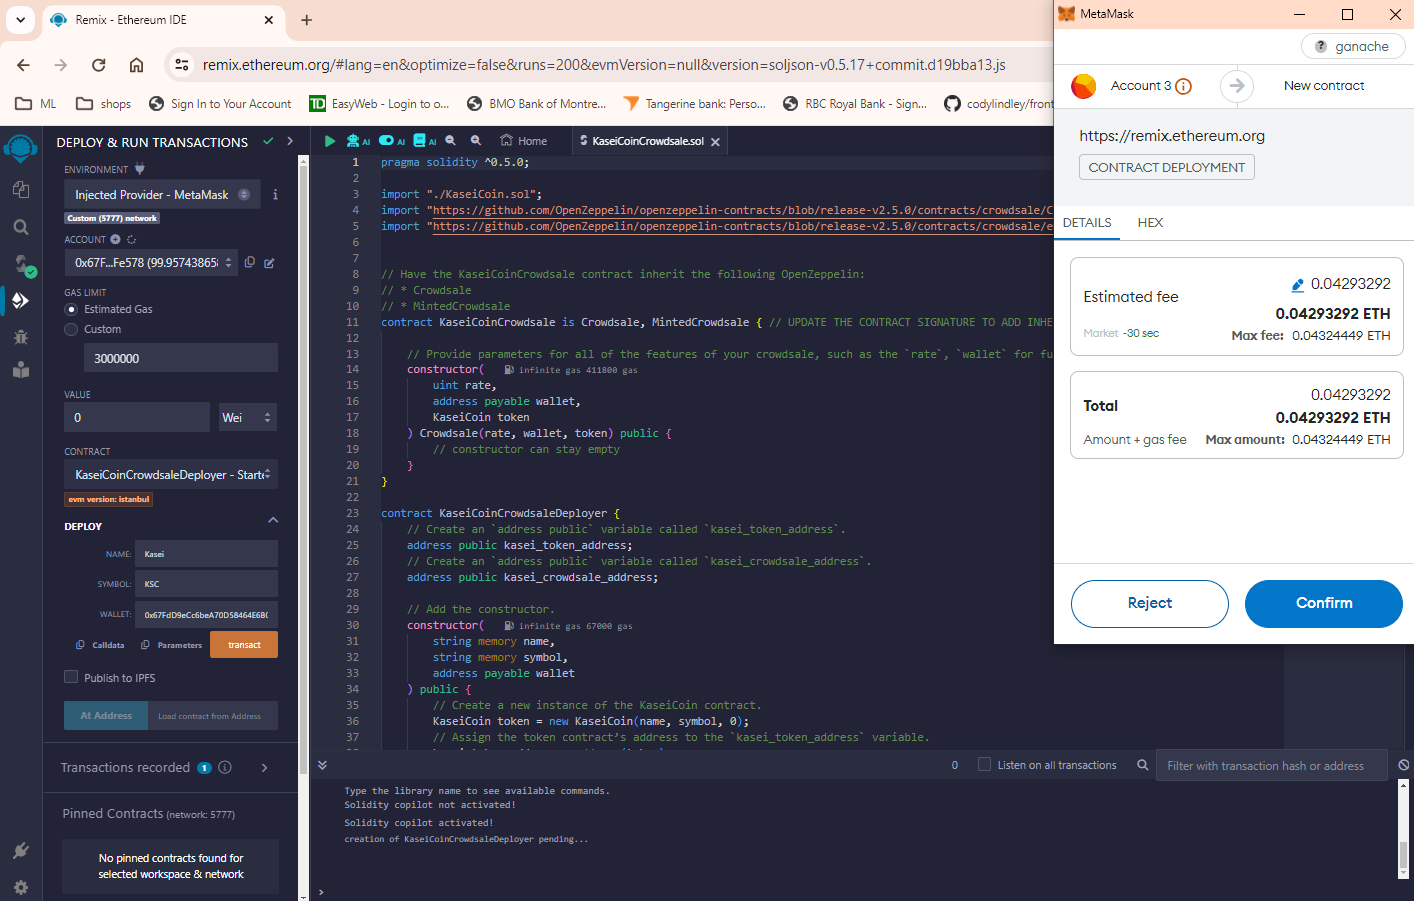 Remix - Ethereum IDE
remix.ethereum.org/#lang=en&optimize=false&runs=200&evmVersion=null&version=soljson-v0.5.17+commit.d19bba13.js
ML
shops
Sign In to Your Account
EasyWeb - Login to o...
BMO Bank of Montre...
Tangerine bank: Perso...
RBC Royal Bank - Sign...
codylindley/front
DEPLOY & RUN TRANSACTIONS
ENVIRONMENT
Injected Provider - MetaMask
Custom (5777) network
ACCOUNT
0x67F...Fe578 (99.957438658
GAS LIMIT
Estimated Gas
Custom
3000000
VALUE
0
Wei
CONTRACT
KaseiCoinCrowdsaleDeployer - Starte
evm version: istanbul
DEPLOY
NAME:
Kasei
SYMBOL:
KSC
WALLET:
0x67FdD9eCc6beA70D58464E6B
Calldata
Parameters
transact
Publish to IPFS
At Address
Load contract from Address
Transactions recorded 1 i
Pinned Contracts (network: 5777)
No pinned contracts found for
selected workspace & network
AI
AI
AI
Home
S KaseiCoinCrowdsale.sol
1 pragma solidity ^0.5.0;
2
3 import "./KaseiCoin.sol";
4 import "https://github.com/OpenZeppelin/openzeppelin-contracts/blob/release-v2.5.0/contracts/crowdsale/C
5 import "https://github.com/OpenZeppelin/openzeppelin-contracts/blob/release-v2.5.0/contracts/crowdsale/e
6
7
8 // Have the KaseiCoinCrowdsale contract inherit the following OpenZeppelin:
9 // * Crowdsale
10 // * MintedCrowdsale
11 contract KaseiCoinCrowdsale is Crowdsale, MintedCrowdsale { // UPDATE THE CONTRACT SIGNATURE TO ADD INHE
12
13 // Provide parameters for all of the features of your crowdsale, such as the `rate`, `wallet` for fu
14 constructor( infinite gas 411800 gas
15 uint rate,
16 address payable wallet,
17 KaseiCoin token
18 ) Crowdsale(rate, wallet, token) public {
19 // constructor can stay empty
20 }
21 }
22
23 contract KaseiCoinCrowdsaleDeployer {
24 // Create an `address public` variable called `kasei_token_address`.
25 address public kasei_token_address;
26 // Create an `address public` variable called `kasei_crowdsale_address`.
27 address public kasei_crowdsale_address;
28
29 // Add the constructor.
30 constructor( infinite gas 67000 gas
31 string memory name,
32 string memory symbol,
33 address payable wallet
34 ) public {
35 // Create a new instance of the KaseiCoin contract.
36 KaseiCoin token = new KaseiCoin(name, symbol, 0);
37 // Assign the token contract's address to the `kasei_token_address` variable.
0
Listen on all transactions
Filter with transaction hash or address
Type the library name to see available commands.
Solidity copilot not activated!
Solidity copilot activated!
creation of KaseiCoinCrowdsaleDeployer pending...
>
MetaMask
? ganache
Account 3
New contract
https://remix.ethereum.org
CONTRACT DEPLOYMENT
DETAILS
HEX
Estimated fee
0.04293292
0.04293292 ETH
Market ~30 sec
Max fee: 0.04324449 ETH
Total
0.04293292
0.04293292 ETH
Amount + gas fee
Max amount: 0.04324449 ETH
Reject
Confirm